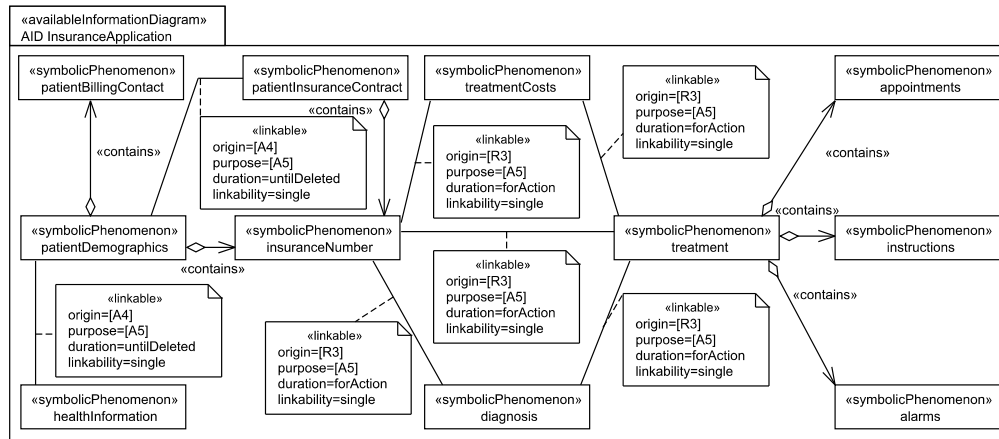 «availableInformationDiagram»
AID InsuranceApplication
«symbolicPhenomenon»
patientBillingContact
«symbolicPhenomenon»
patientInsuranceContract
«symbolicPhenomenon»
treatmentCosts
«symbolicPhenomenon»
appointments
«contains»
«contains»
«linkable»
origin=[A4]
purpose=[A5]
duration=untilDeleted
linkability=single
«linkable»
origin=[R3]
purpose=[A5]
duration=forAction
linkability=single
«linkable»
origin=[R3]
purpose=[A5]
duration=forAction
linkability=single
«contains»
«symbolicPhenomenon»
patientDemographics
«contains»
«symbolicPhenomenon»
insuranceNumber
«symbolicPhenomenon»
treatment
«contains»
«symbolicPhenomenon»
instructions
«linkable»
origin=[A4]
purpose=[A5]
duration=untilDeleted
linkability=single
«linkable»
origin=[R3]
purpose=[A5]
duration=forAction
linkability=single
«linkable»
origin=[R3]
purpose=[A5]
duration=forAction
linkability=single
«linkable»
origin=[R3]
purpose=[A5]
duration=forAction
linkability=single
«contains»
«symbolicPhenomenon»
healthInformation
«symbolicPhenomenon»
diagnosis
«symbolicPhenomenon»
alarms